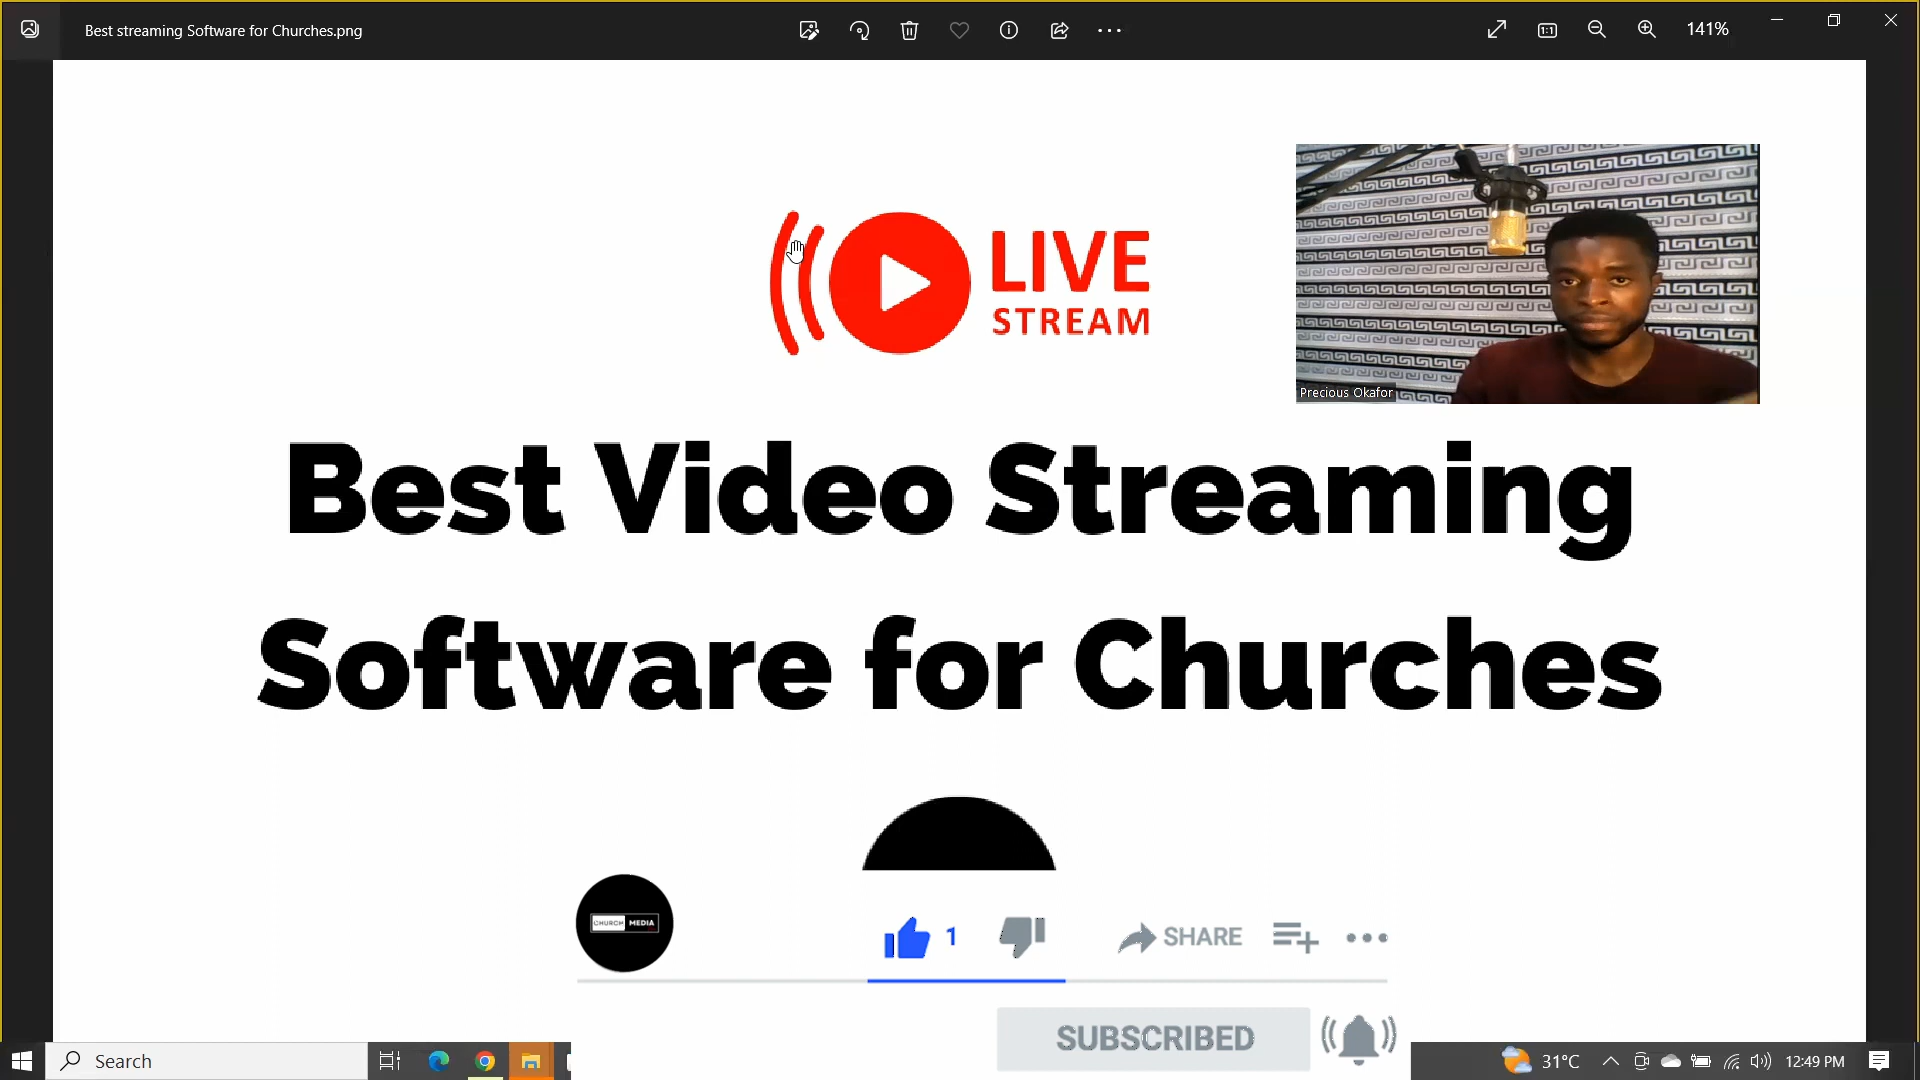 Best streaming Software for Churches.png
141%
LIVE
STREAM
Precious Okafor
Best Video Streaming
Software for Churches
CHURCH MEDIA
1
SHARE
SUBSCRIBED
Search
31°C
12:49 PM